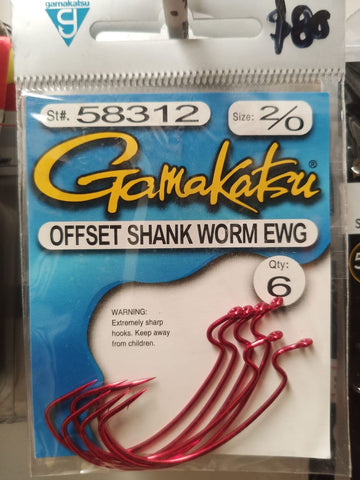 gamakatsu
g
780
St#. 58312
Size: 2/0
Gamakatsu®
OFFSET SHANK WORM EWG
Qty:
6
WARNING:
Extremely sharp
hooks. Keep away
from children.